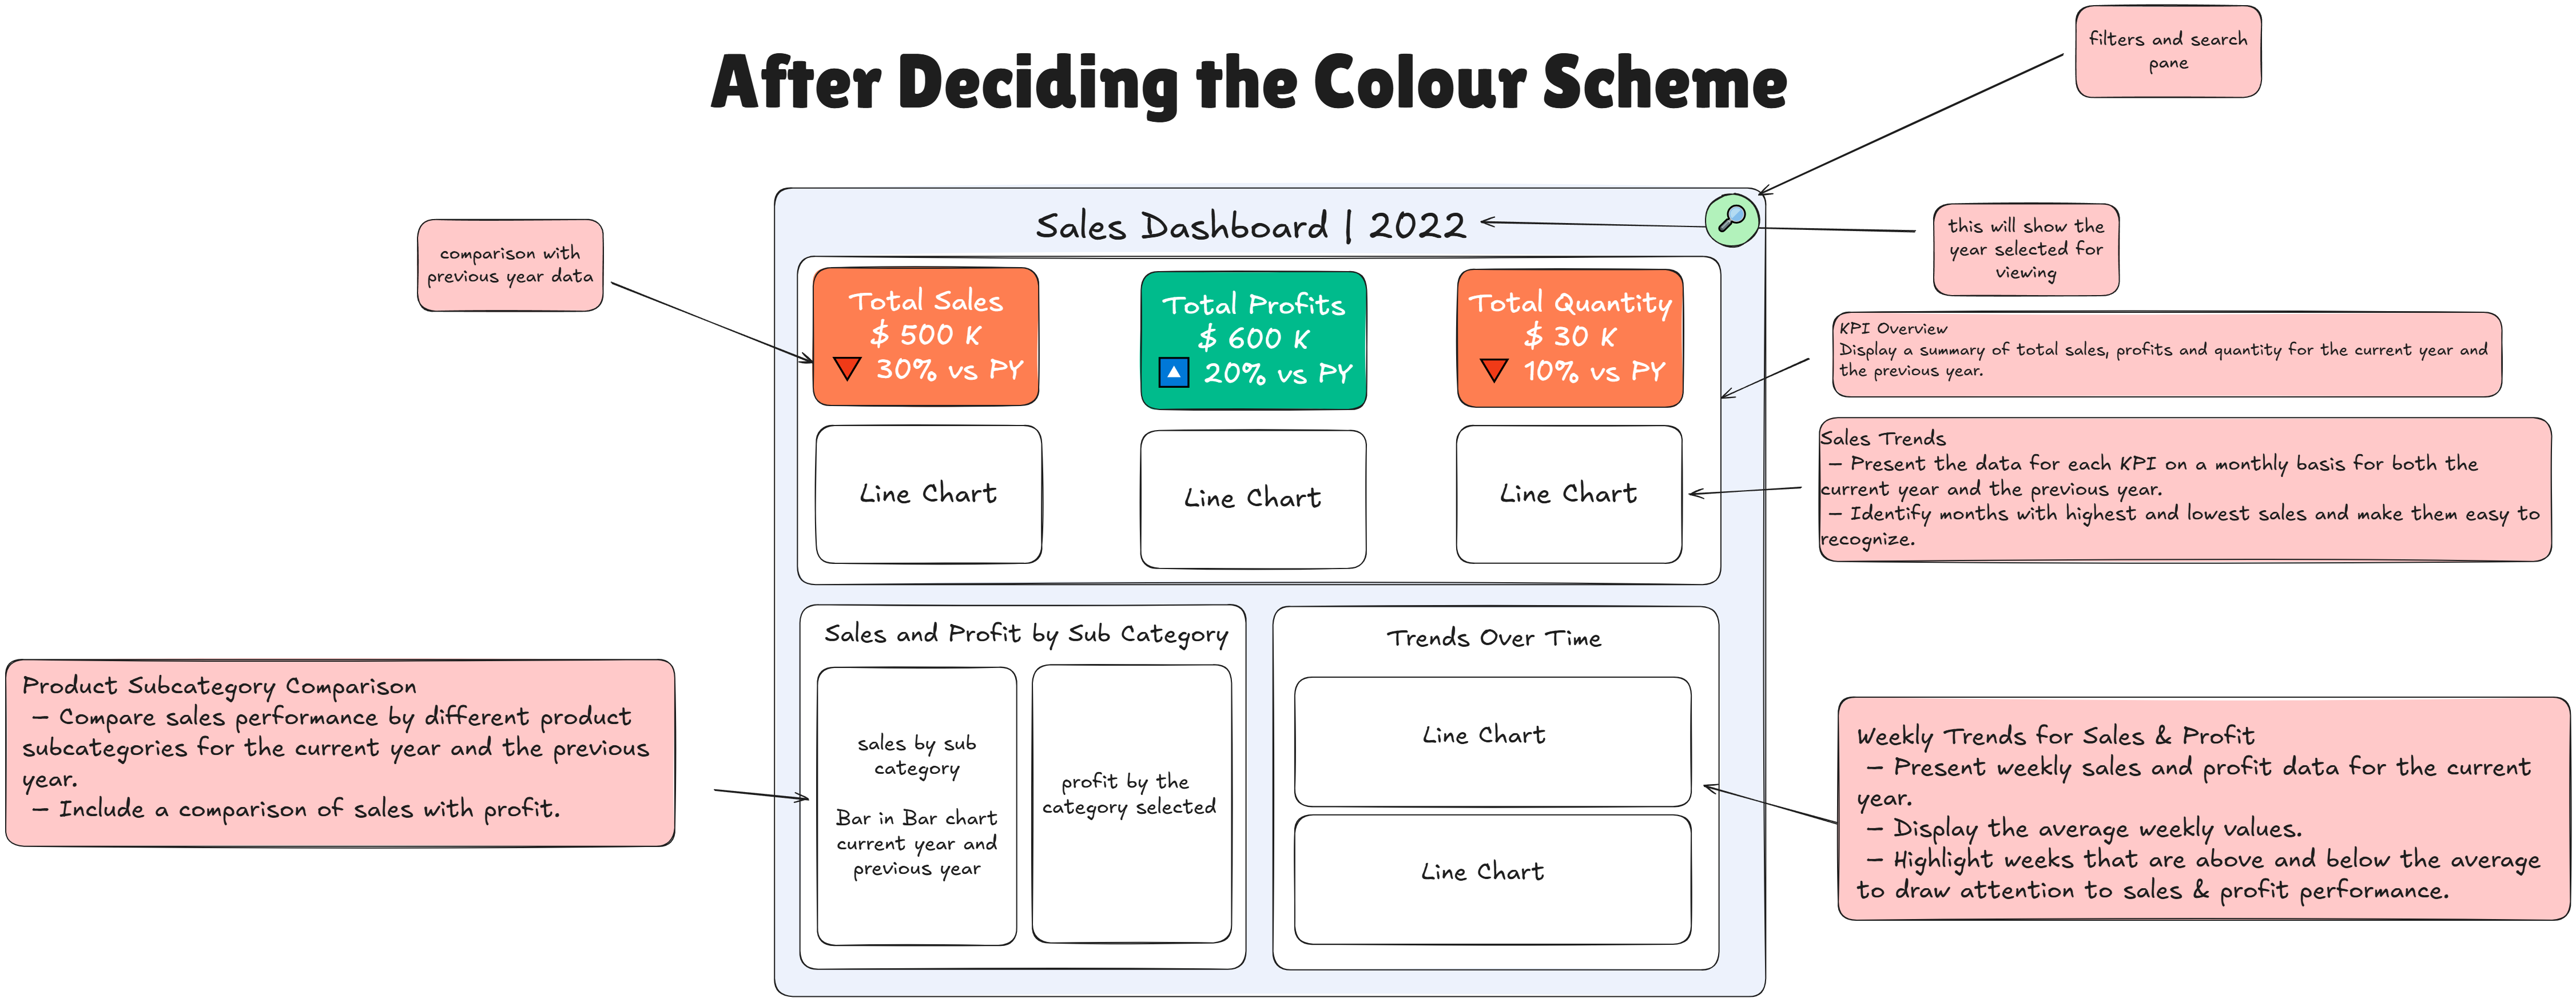 After Deciding the Colour Scheme
filters and search
pane
Sales Dashboard | 2022
this will show the
year selected for
viewing
comparison with
previous year data
Total Sales
$ 500 K
30% vs PY
Total Profits
$ 600 K
20% vs PY
Total Quantity
$ 30 K
10% vs PY
KPI Overview
Display a summary of total sales, profits and quantity for the current year and
the previous year.
Line Chart
Line Chart
Line Chart
Sales Trends
– Present the data for each KPI on a monthly basis for both the
current year and the previous year.
– Identify months with highest and lowest sales and make them easy to
recognize.
Product Subcategory Comparison
– Compare sales performance by different product
subcategories for the current year and the previous
year.
– Include a comparison of sales with profit.
Sales and Profit by Sub Category
sales by sub
category
Bar in Bar chart
current year and
previous year
profit by the
category selected
Trends Over Time
Line Chart
Line Chart
Weekly Trends for Sales & Profit
– Present weekly sales and profit data for the current
year.
– Display the average weekly values.
– Highlight weeks that are above and below the average
to draw attention to sales & profit performance.